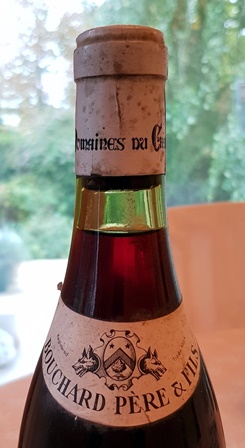 Domaines du
BOUCHARD PÈRE & FILS